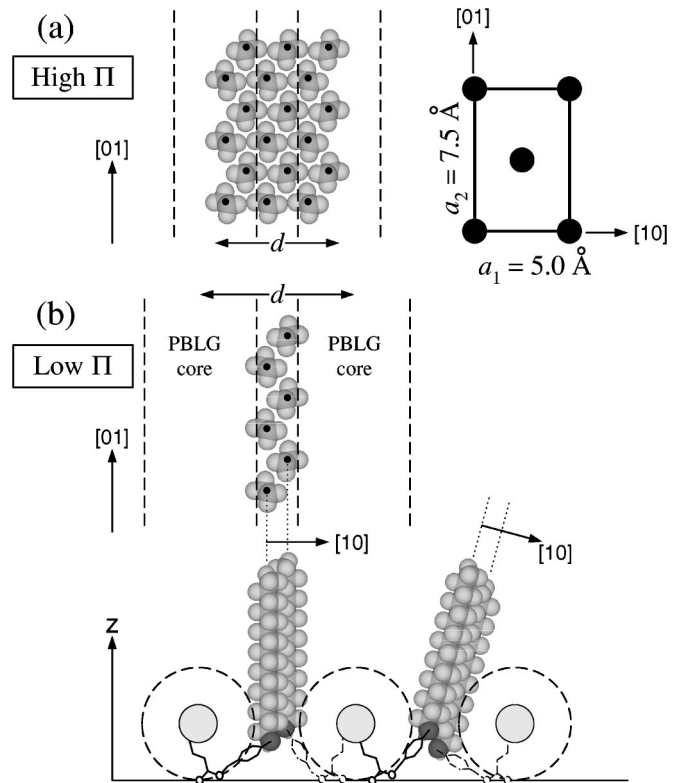 (a)
High Π
[01]
d
[01]
a₂ = 7.5 Å
[10]
a₁ = 5.0 Å
(b)
Low Π
d
PBLG
core
PBLG
core
[01]
[10]
[10]
z